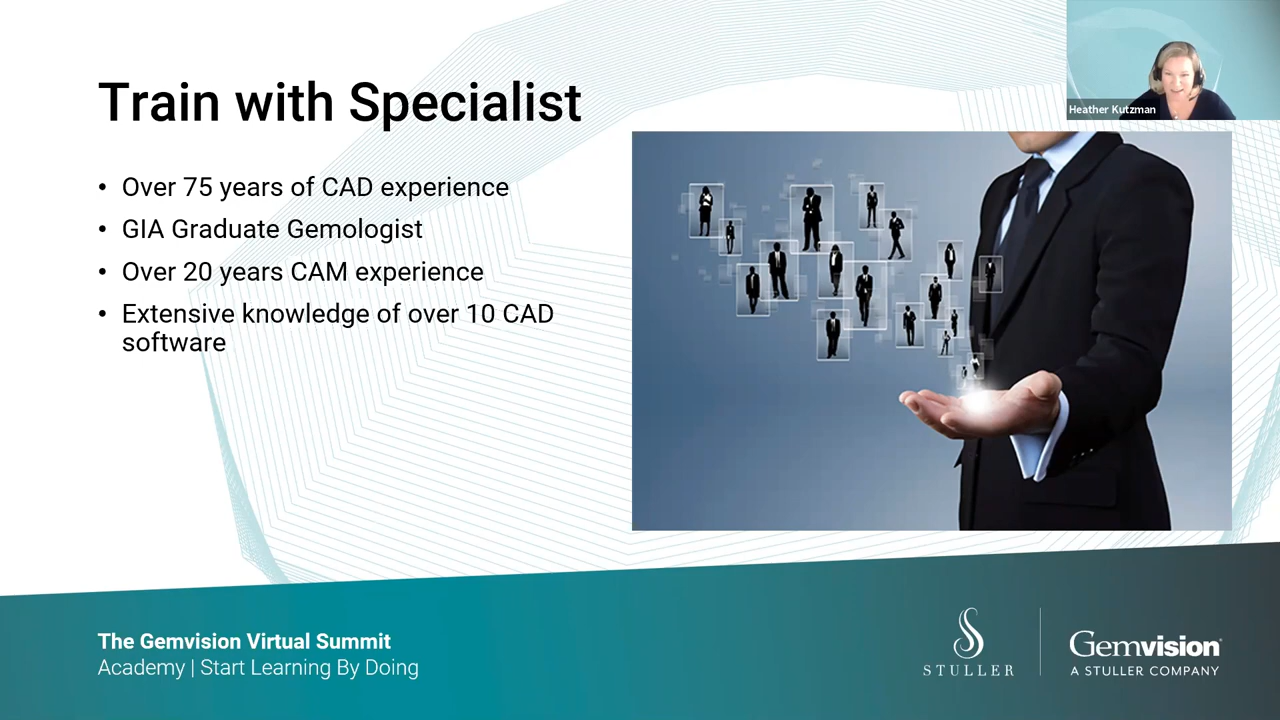 Train with Specialist
Heather Kutzman
• Over 75 years of CAD experience
• GIA Graduate Gemologist
• Over 20 years CAM experience
• Extensive knowledge of over 10 CAD
software
The Gemvision Virtual Summit
Academy | Start Learning By Doing
STULLER
Gemvision®
A STULLER COMPANY